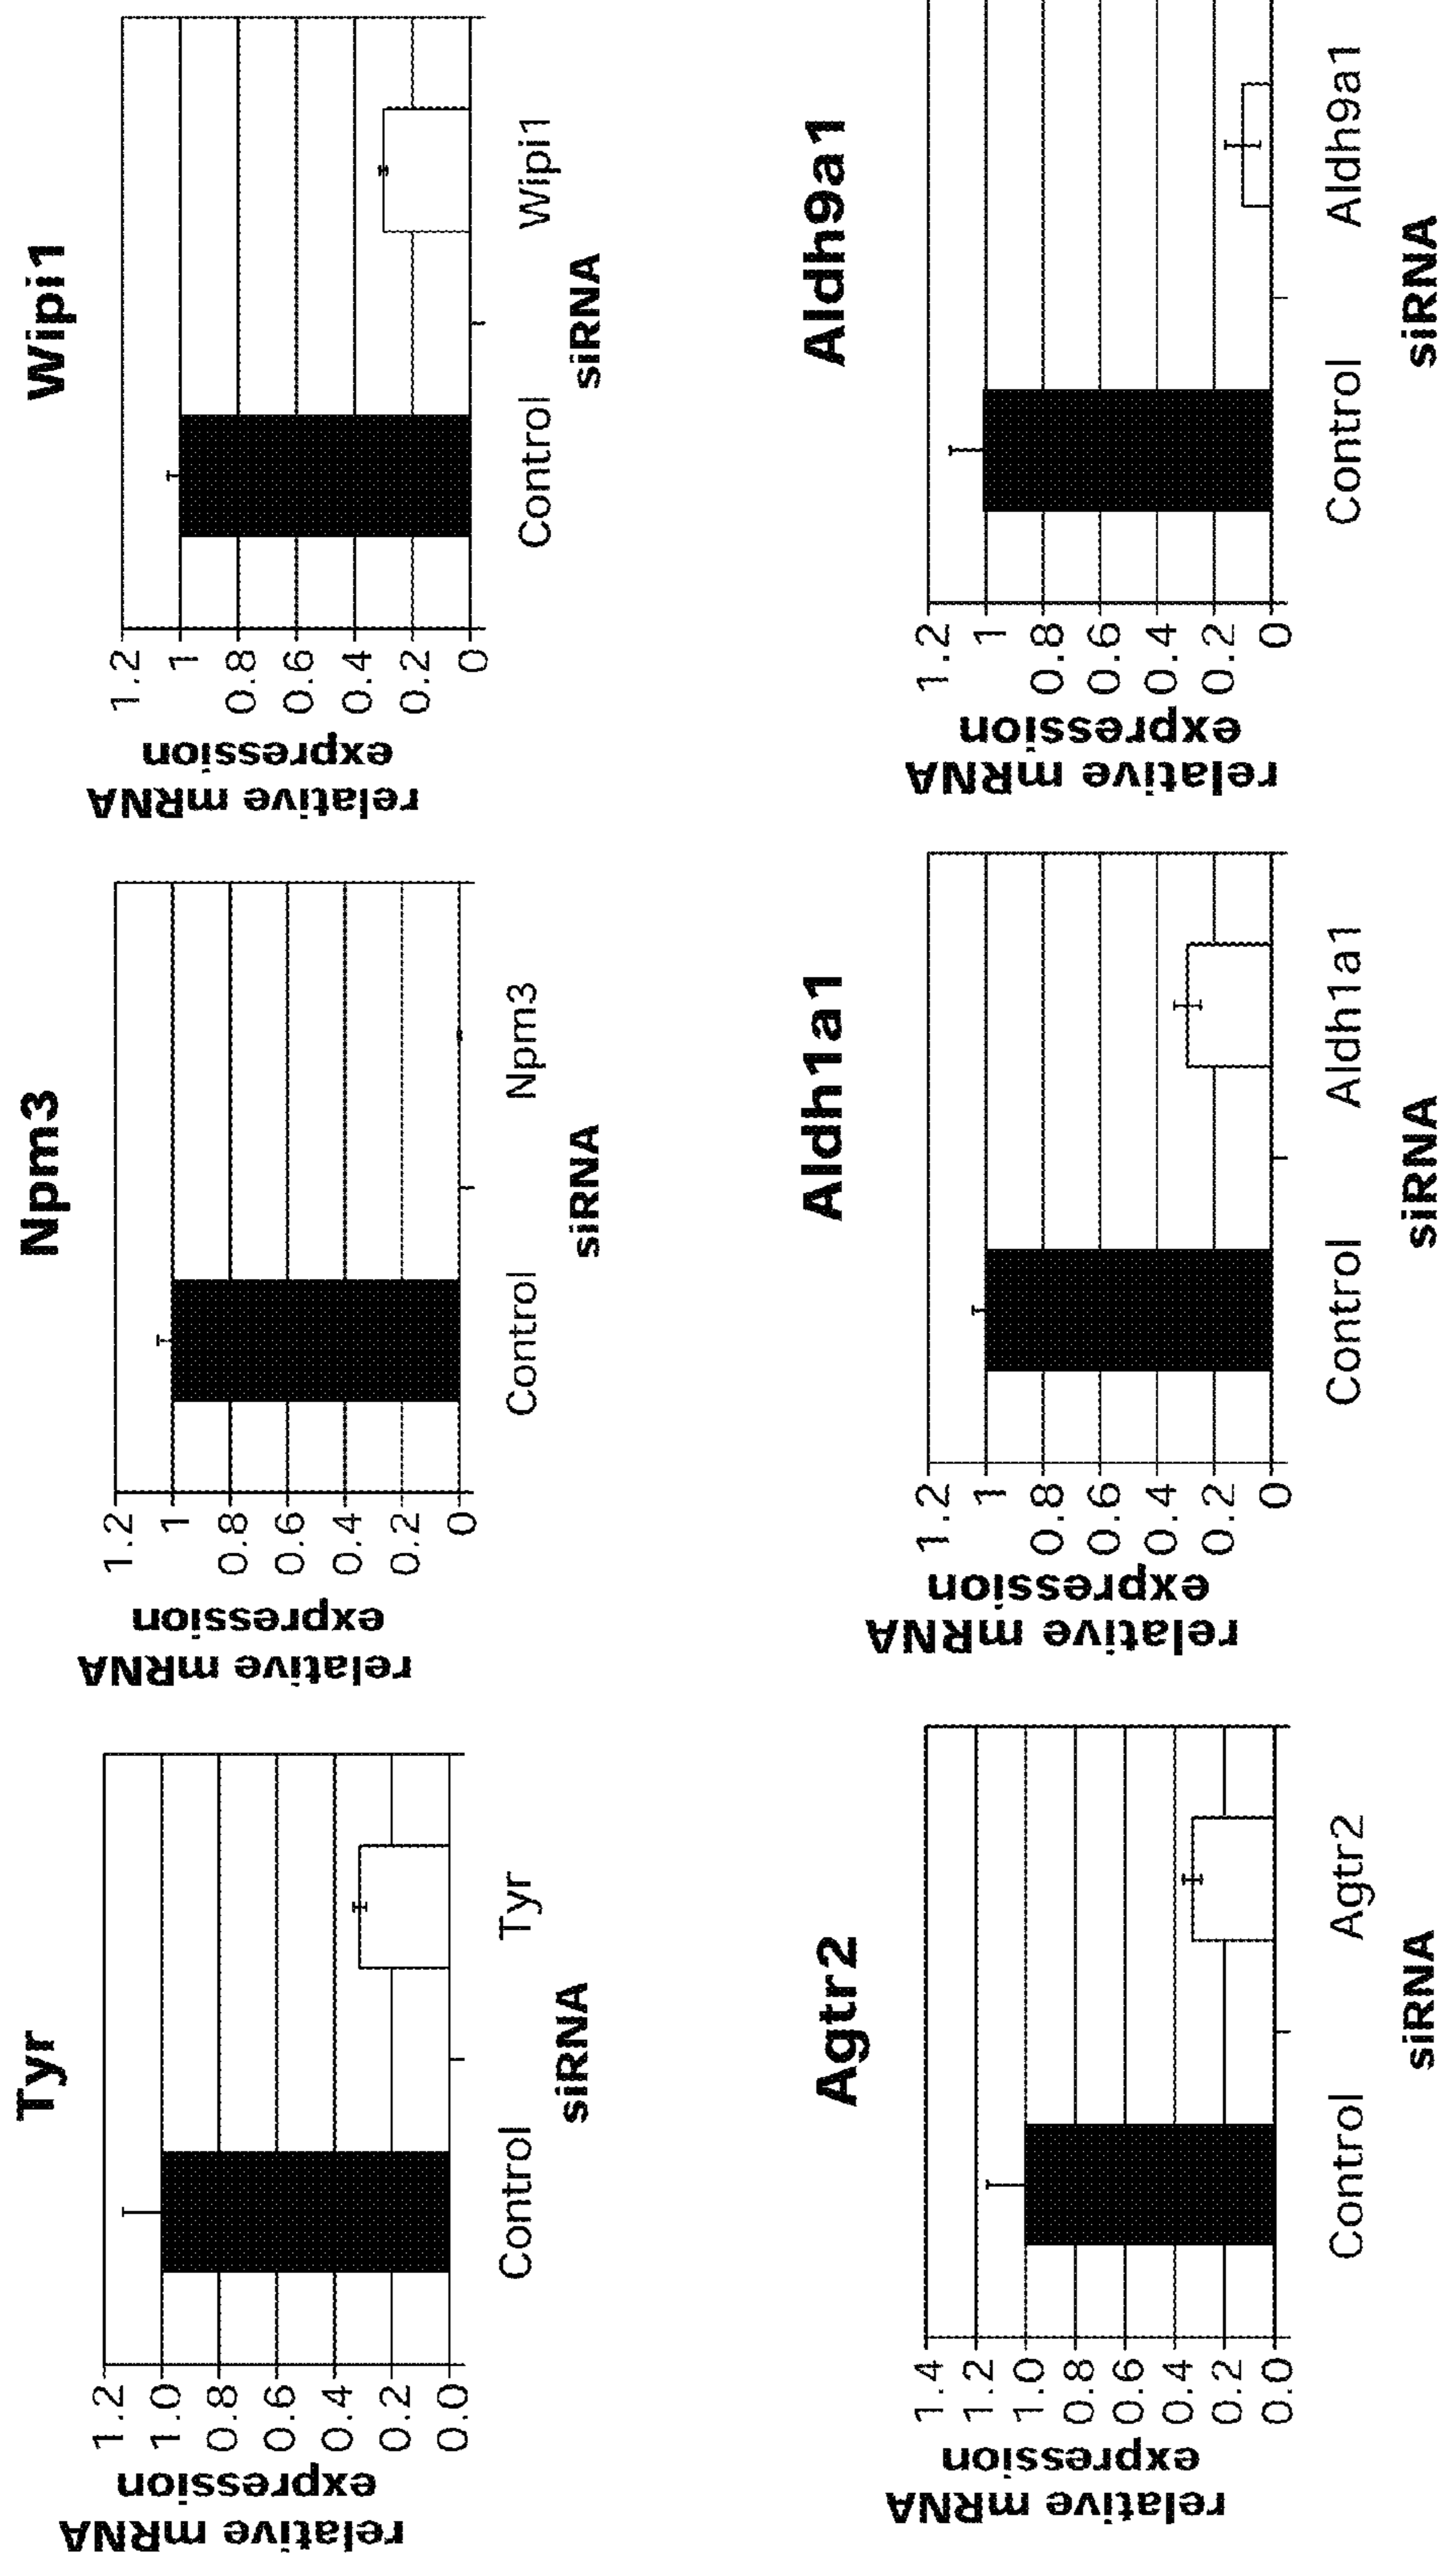 Tyr
relative mRNA
expression
1.2
1.0
0.8
0.6
0.4
0.2
0.0
Control
Tyr
siRNA
Npm3
relative mRNA
expression
1.2
1
0.8
0.6
0.4
0.2
0
Control
Npm3
siRNA
Wipi1
relative mRNA
expression
1.2
1
0.8
0.6
0.4
0.2
0
Control
Wipi1
siRNA
Agtr2
relative mRNA
expression
1.4
1.2
1.0
0.8
0.6
0.4
0.2
0.0
Control
Agtr2
siRNA
Aldh1a1
relative mRNA
expression
1.2
1
0.8
0.6
0.4
0.2
0
Control
Aldh1a1
siRNA
Aldh9a1
relative mRNA
expression
1.2
1
0.8
0.6
0.4
0.2
0
Control
Aldh9a1
siRNA